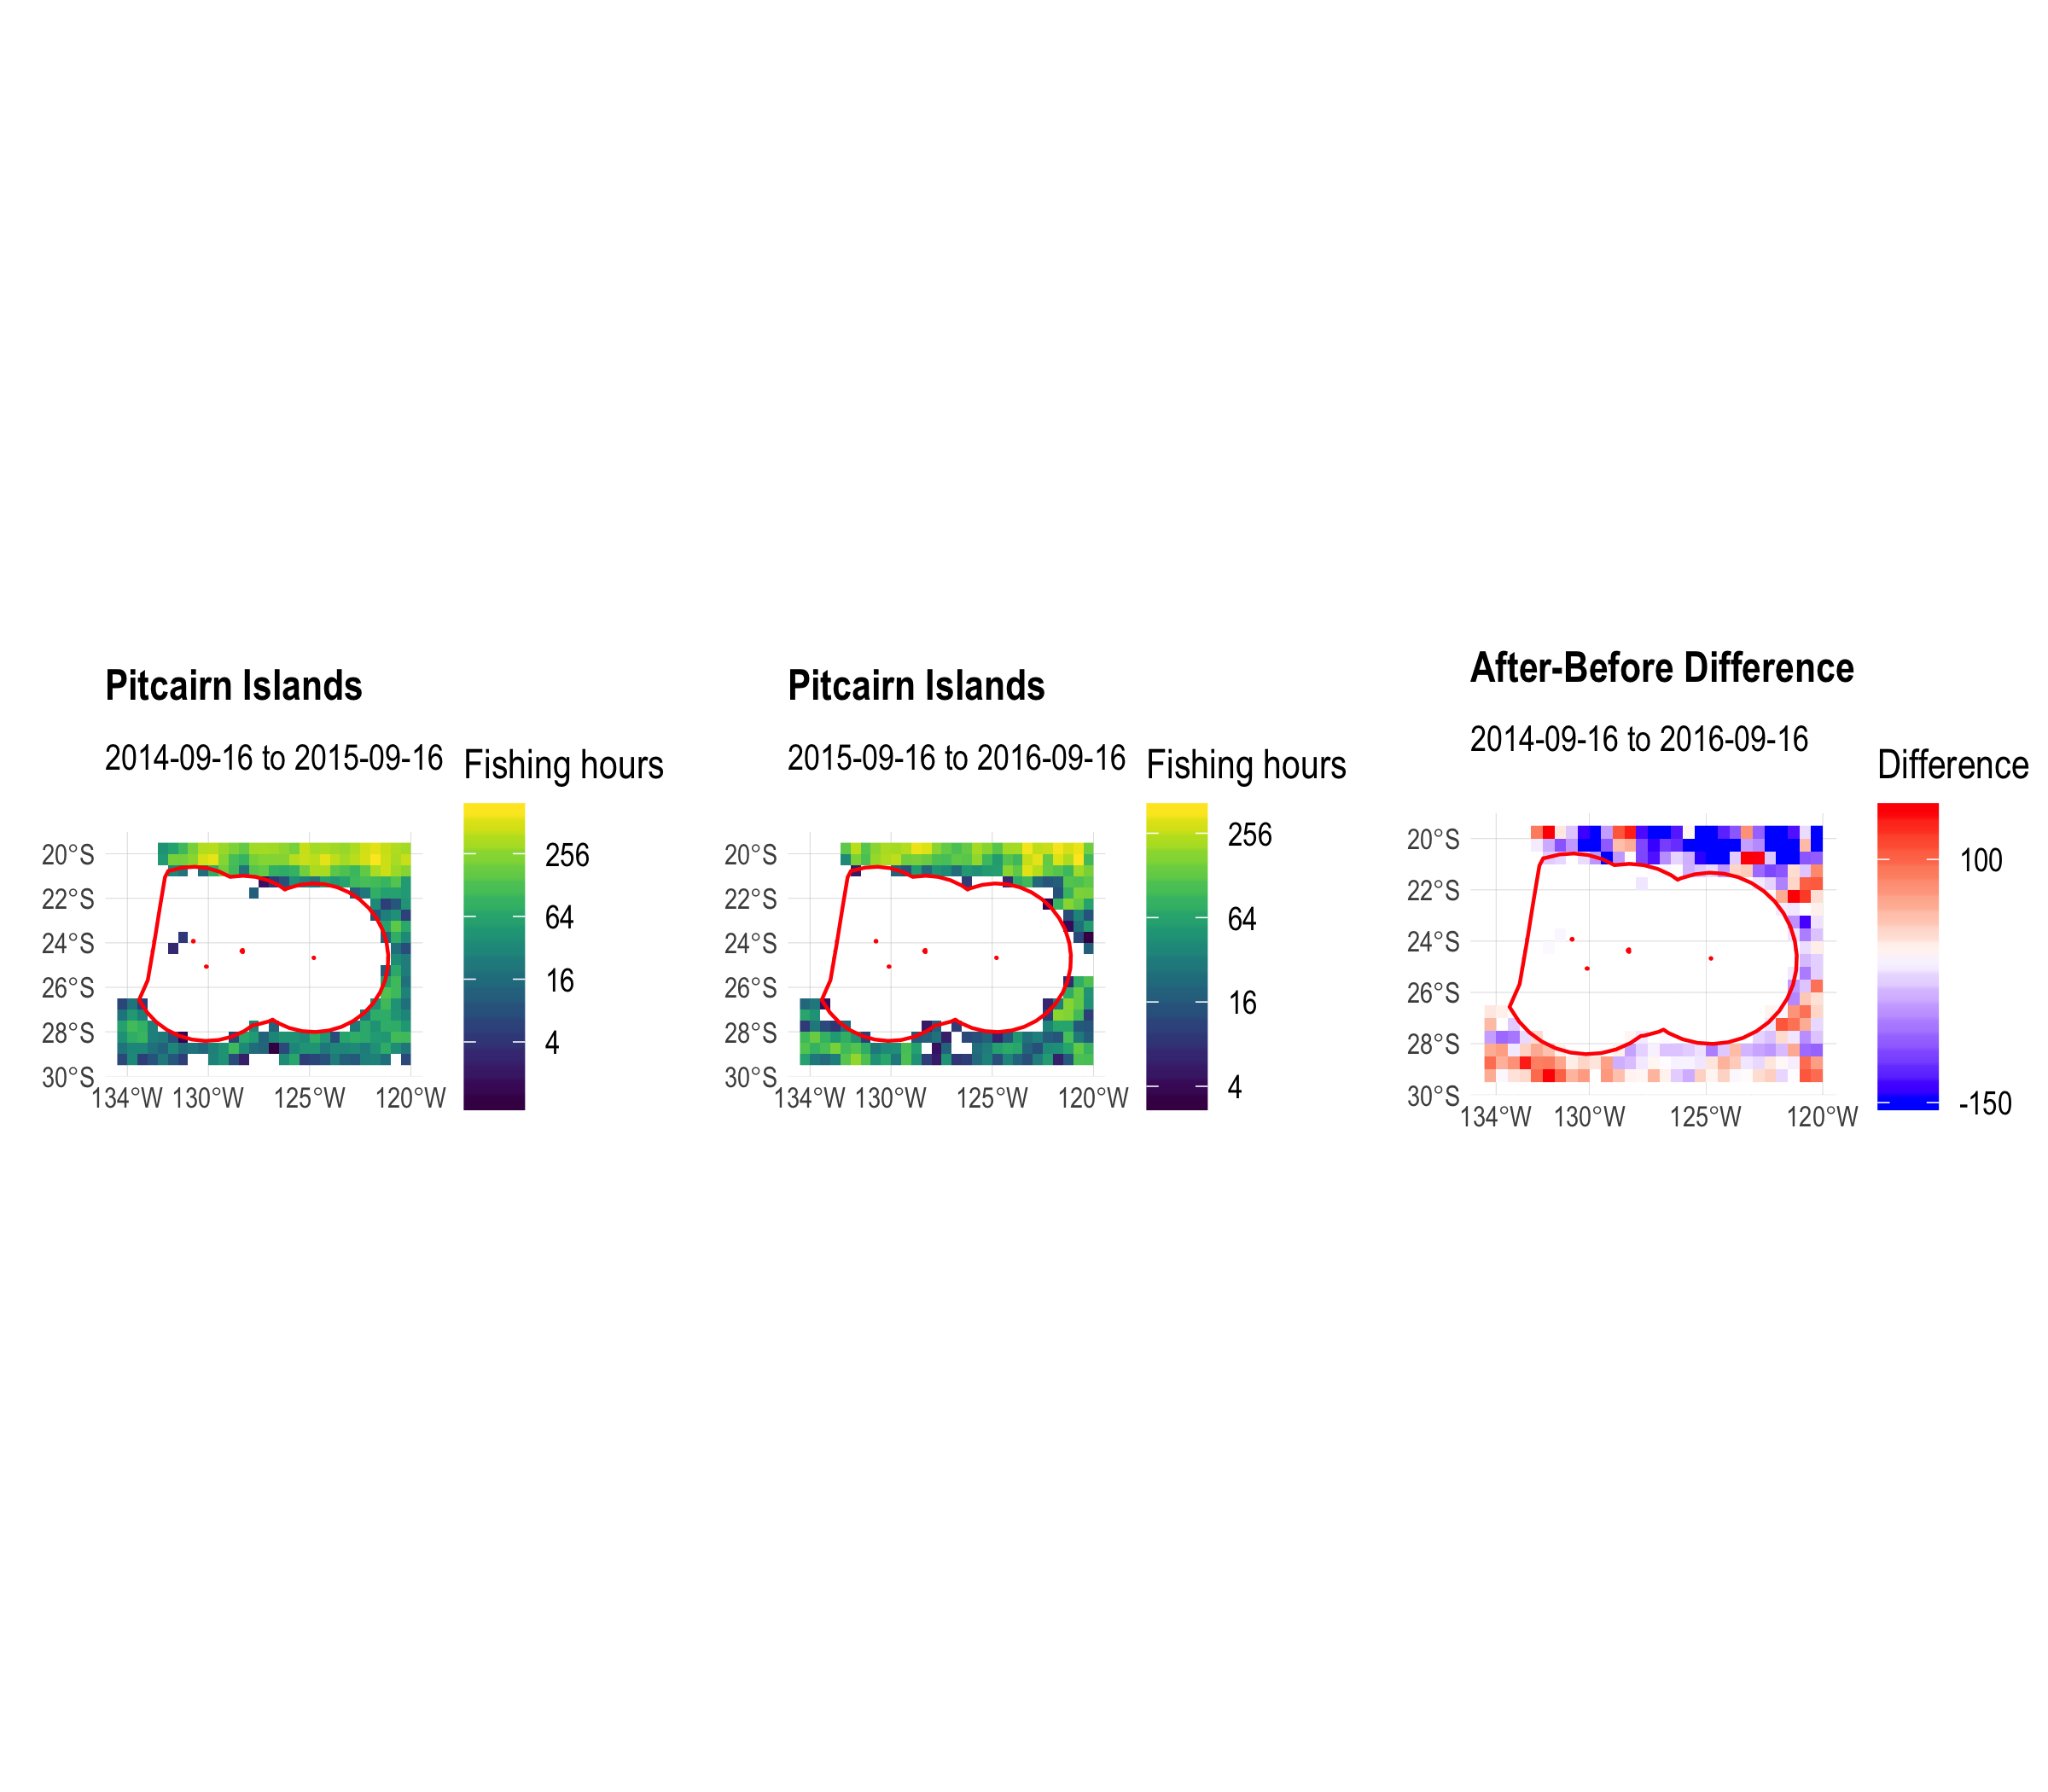 Pitcairn Islands
2014-09-16 to 2015-09-16
Fishing hours
256
64
16
4
20°S
22°S
24°S
26°S
28°S
30°S
134°W 130°W 125°W 120°W
Pitcairn Islands
2015-09-16 to 2016-09-16
Fishing hours
256
64
16
4
20°S
22°S
24°S
26°S
28°S
30°S
134°W 130°W 125°W 120°W
After-Before Difference
2014-09-16 to 2016-09-16
Difference
100
-150
20°S
22°S
24°S
26°S
28°S
30°S
134°W 130°W 125°W 120°W